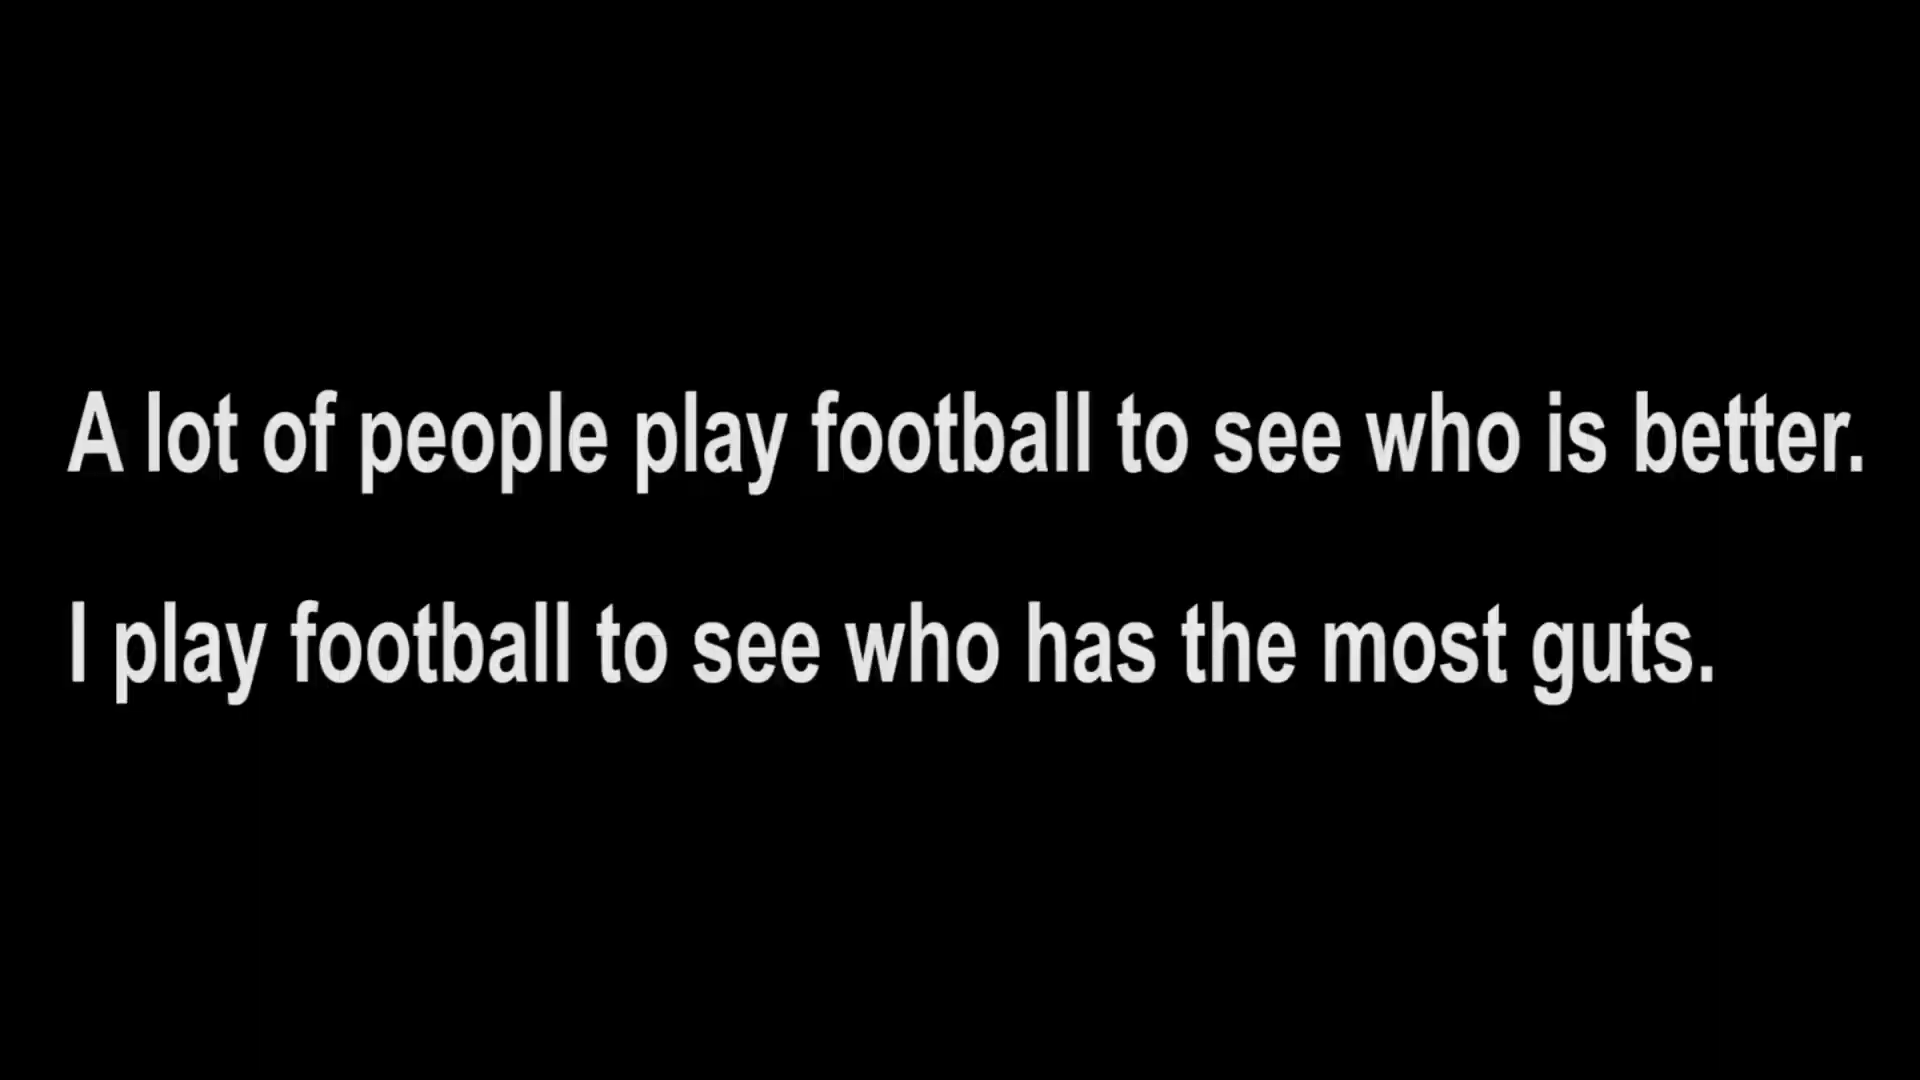 A lot of people play football to see who is better.
I play football to see who has the most guts.